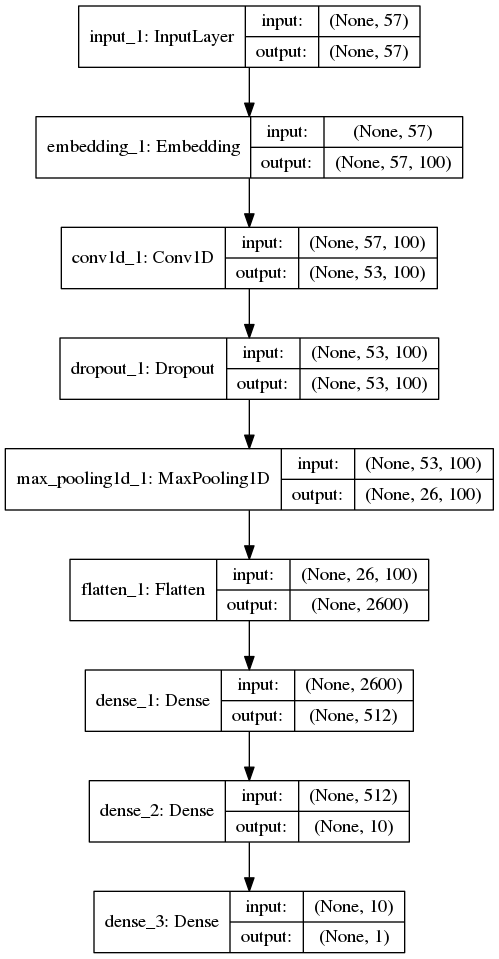 input_1: InputLayer
input: (None, 57)
output: (None, 57)
embedding_1: Embedding
input: (None, 57)
output: (None, 57, 100)
conv1d_1: Conv1D
input: (None, 57, 100)
output: (None, 53, 100)
dropout_1: Dropout
input: (None, 53, 100)
output: (None, 53, 100)
max_pooling1d_1: MaxPooling1D
input: (None, 53, 100)
output: (None, 26, 100)
flatten_1: Flatten
input: (None, 26, 100)
output: (None, 2600)
dense_1: Dense
input: (None, 2600)
output: (None, 512)
dense_2: Dense
input: (None, 512)
output: (None, 10)
dense_3: Dense
input: (None, 10)
output: (None, 1)